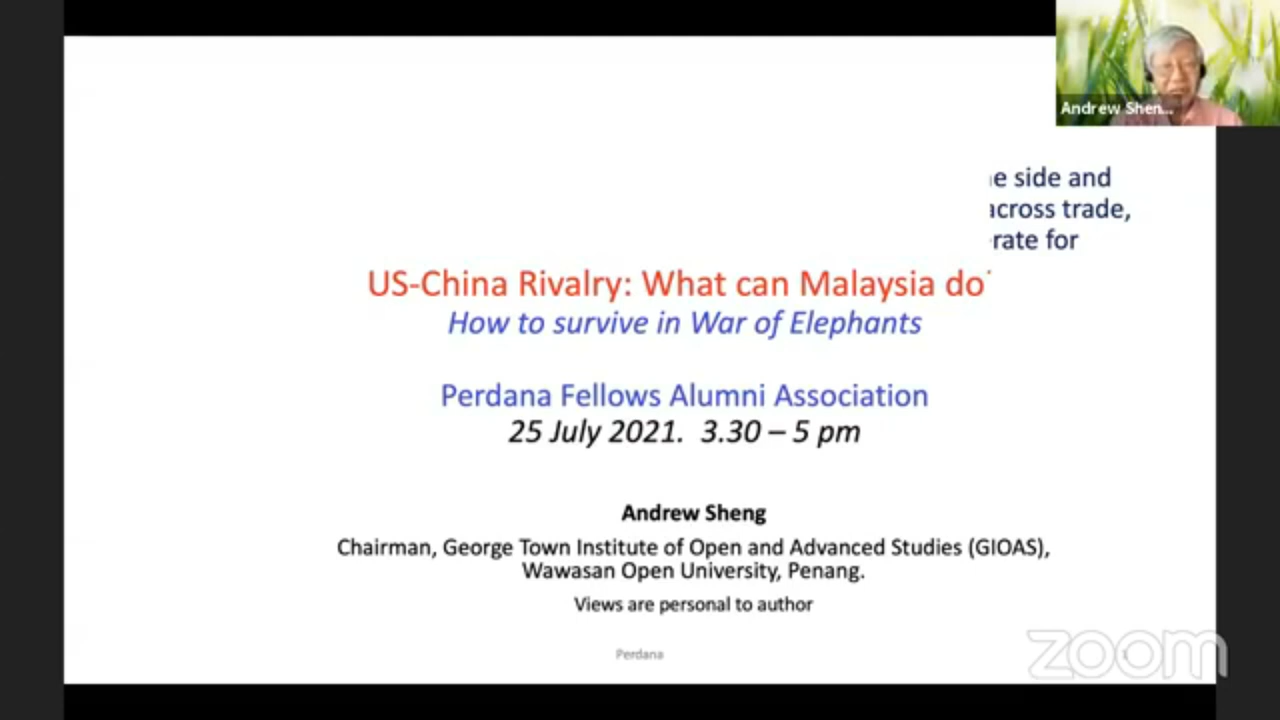 Andrew Shen...
e side and
across trade,
rate for
US-China Rivalry: What can Malaysia do
How to survive in War of Elephants
Perdana Fellows Alumni Association
25 July 2021. 3.30 – 5 pm
Andrew Sheng
Chairman, George Town Institute of Open and Advanced Studies (GIOAS),
Wawasan Open University, Penang.
Views are personal to author
Perdana
zoom